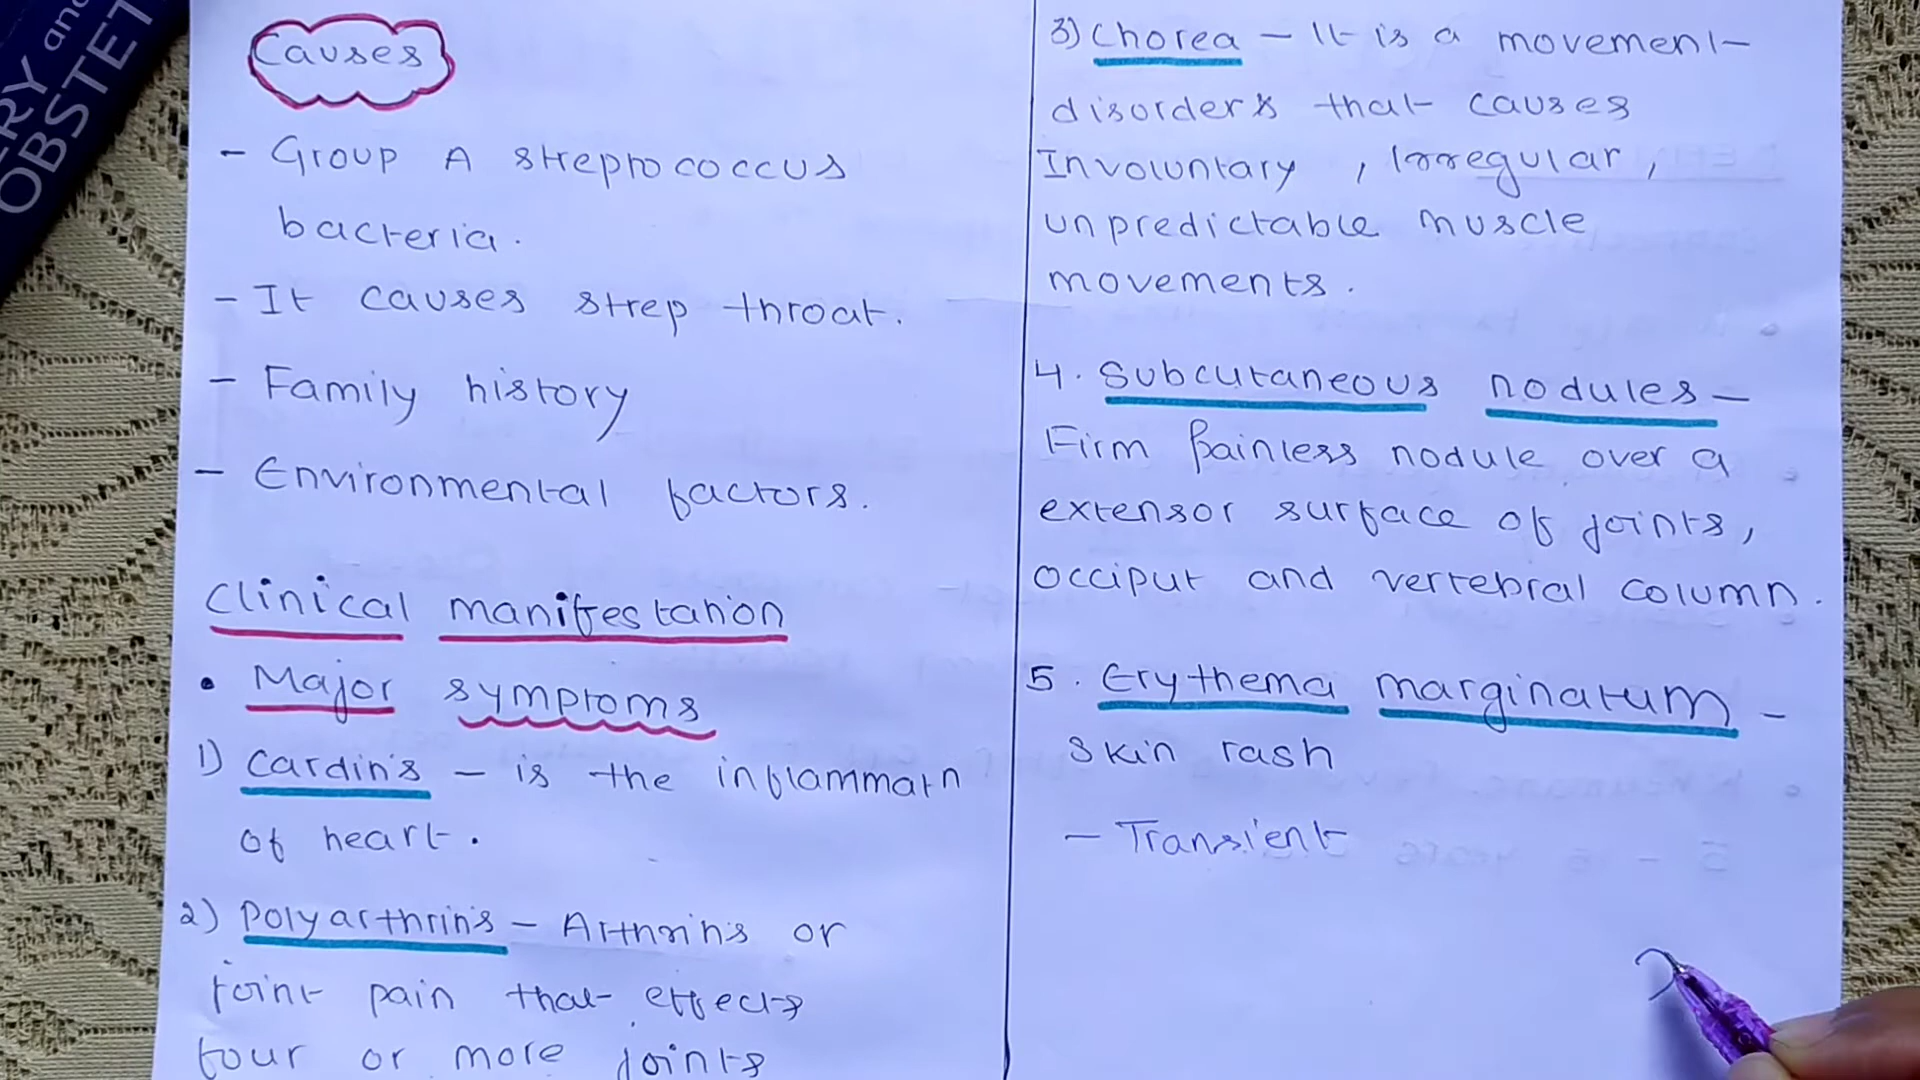 RY and
OBSTET
Causes
- Group A streptococcus
bacteria.
- It causes strep throat.
- Family history
- Environmental factors.
Clinical manifestation
• Major symptoms
1) Carditis - is the inflammatn
of heart.
2) Polyarthritis - Arthritis or
joint pain that effects
four or more joints
3) Chorea - It is a movement
disorders that causes
Involuntary, Irregular,
unpredictable muscle
movements.
4. Subcutaneous nodules -
Firm Painless nodule over a
extensor surface of joints,
occiput and vertebral column.
5. Erythema marginatum -
skin rash
- Transient